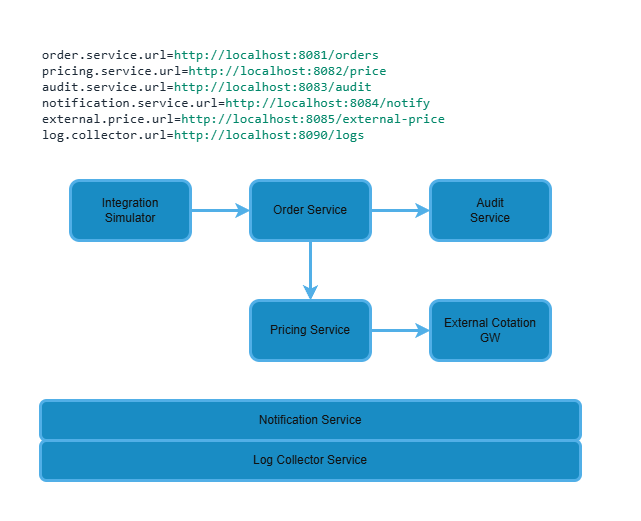 order.service.url=http://localhost:8081/orders
pricing.service.url=http://localhost:8082/price
audit.service.url=http://localhost:8083/audit
notification.service.url=http://localhost:8084/notify
external.price.url=http://localhost:8085/external-price
log.collector.url=http://localhost:8090/logs
Integration
Simulator
Order Service
Audit
Service
Pricing Service
External Cotation
GW
Notification Service
Log Collector Service